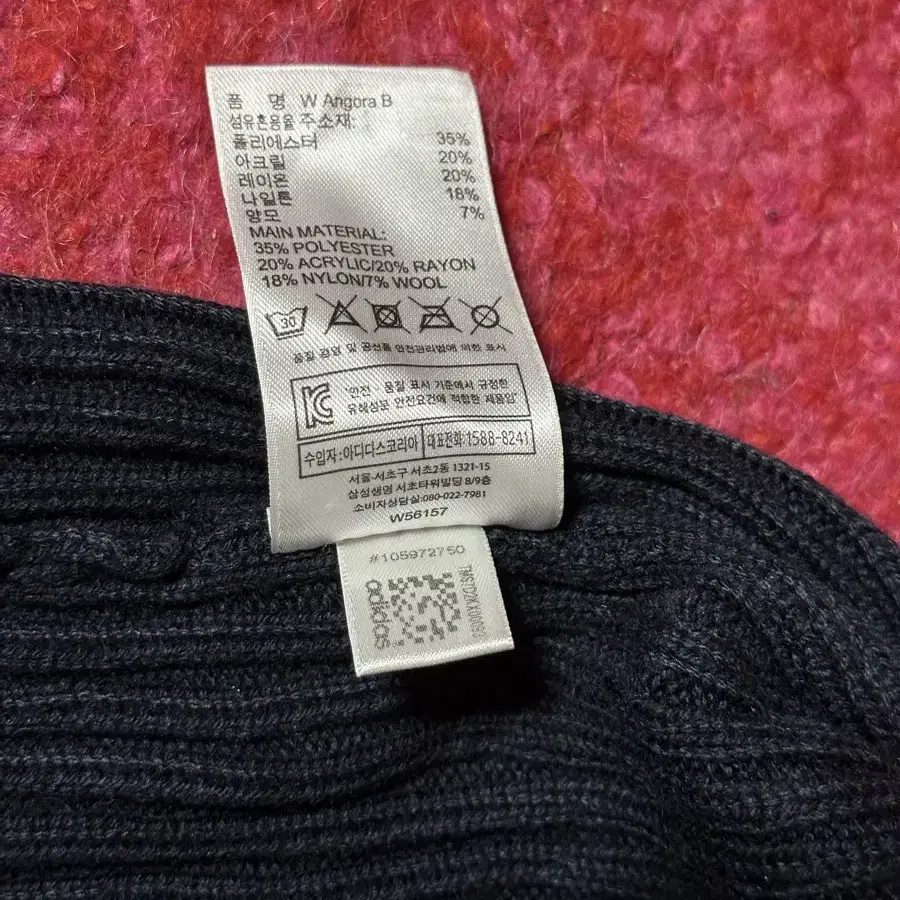 품 명 W Angora B
섬유혼용율 주소재:
폴리에스터 35%
아크릴 20%
레이온 20%
나일론 18%
양모 7%
MAIN MATERIAL:
35% POLYESTER
20% ACRYLIC/20% RAYON
18% NYLON/7% WOOL
30
품질 경영 및 공산품 안전관리법에 의한 표시
"안전 · 품질 표시 기준에서 규정한
유해성분 안전요건에 적합한 제품임"
수입자:아디다스코리아 대표전화:1588-8241
서울·서초구 서초2동 1321-15
삼성생명 서초타워빌딩 8/9층
소비자상담실:080-022-7981
W56157
#105972750
adidas